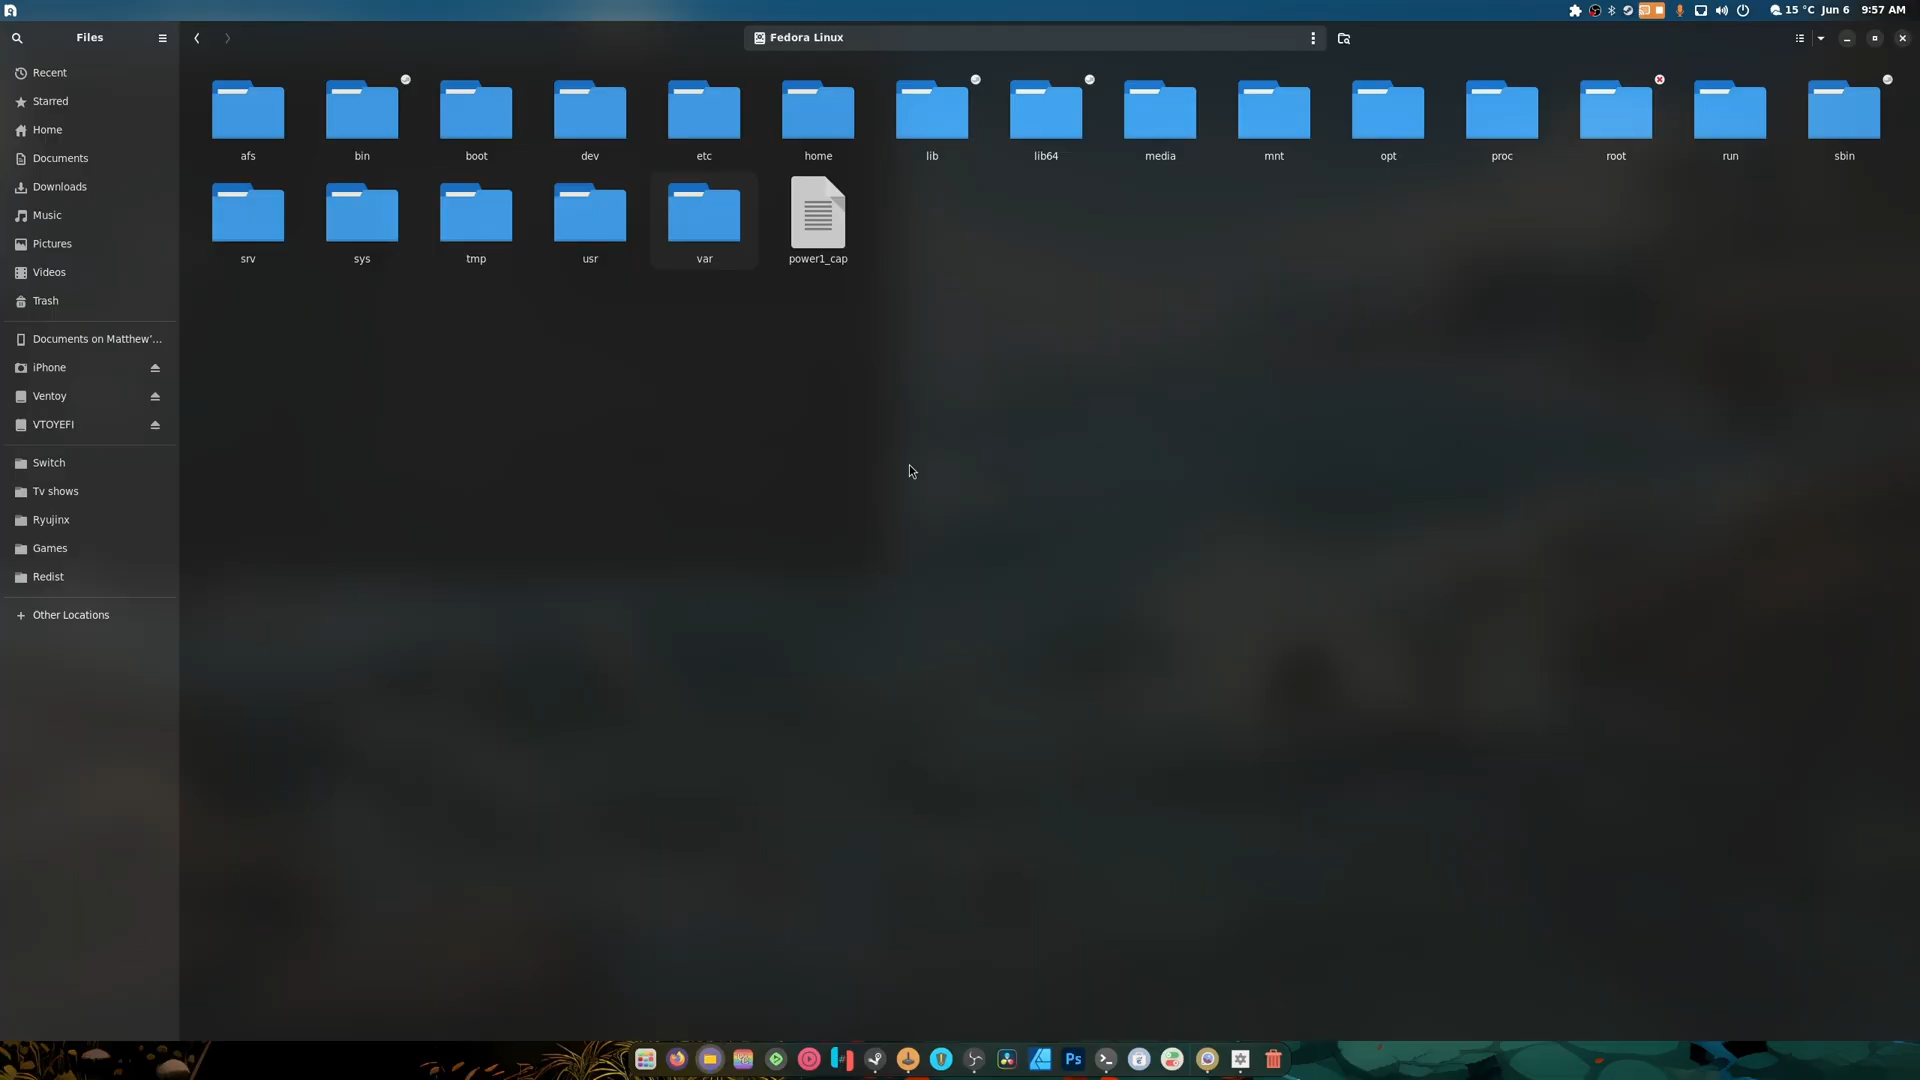 15 °C Jun 6 9:57 AM
Files
Fedora Linux
Recent
Starred
Home
Documents
Downloads
Music
Pictures
Videos
Trash
Documents on Matthew’...
iPhone
Ventoy
VTOYEFI
Switch
Tv shows
Ryujinx
Games
Redist
Other Locations
afs bin boot dev etc home lib lib64 media mnt opt proc root run sbin
srv sys tmp usr var power1_cap
Ps